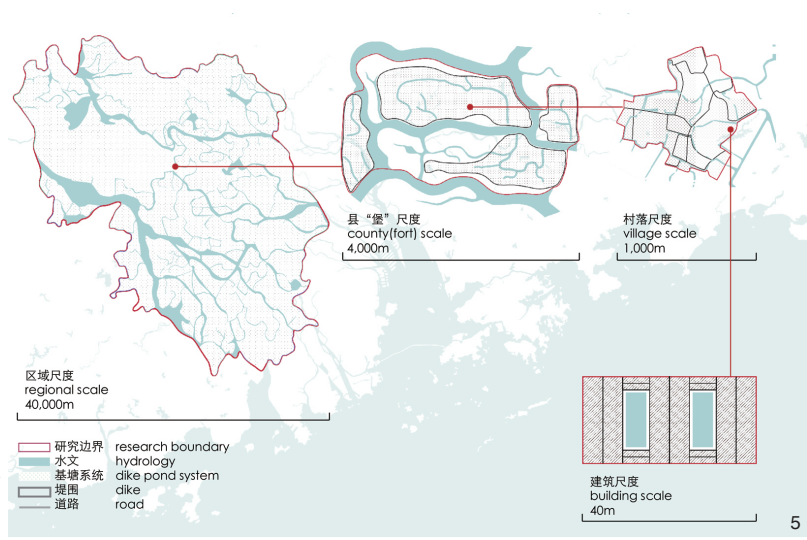 县“堡”尺度
county(fort) scale
4,000m
村落尺度
village scale
1,000m
区域尺度
regional scale
40,000m
研究边界 research boundary
水文 hydrology
基塘系统 dike pond system
堤围 dike
道路 road
建筑尺度
building scale
40m
5